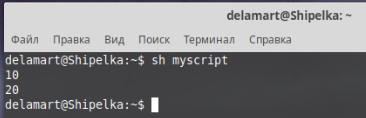 delamart@Shipelka: ~
Файл Правка Вид Поиск Терминал Справка
delamart@Shipelka:~$ sh myscript
10
20
delamart@Shipelka:~$